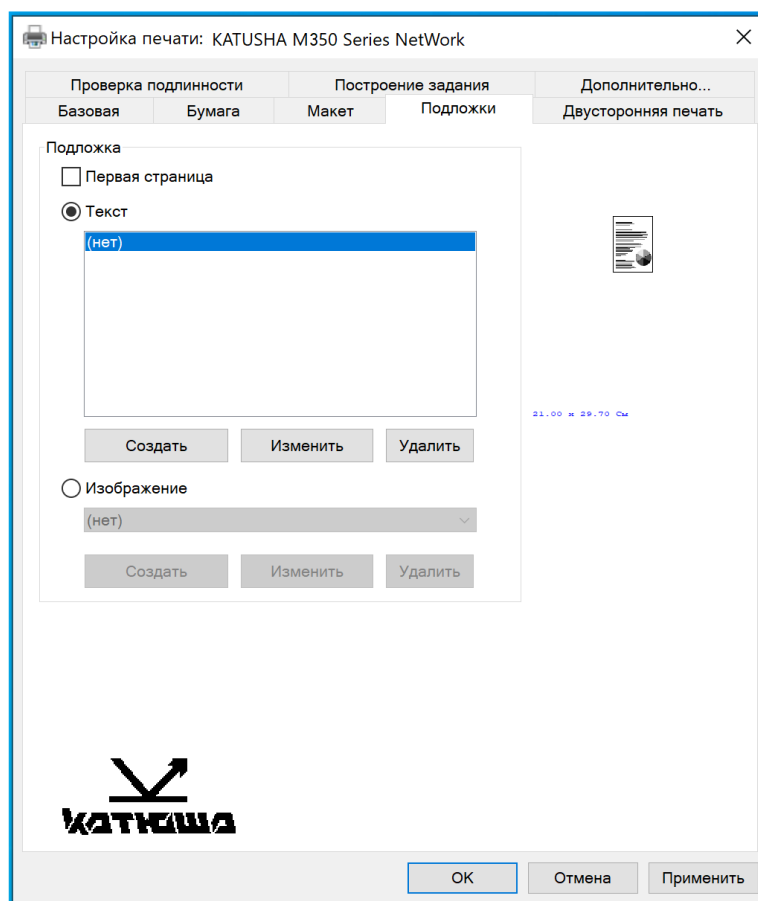 Настройка печати: KATUSHA M350 Series NetWork
Проверка подлинности Построение задания Дополнительно...
Базовая Бумага Макет Подложки Двусторонняя печать
Подложка
Первая страница
Текст
(нет)
21.00 x 29.70 См
Создать Изменить Удалить
Изображение
(нет)
Создать Изменить Удалить
катюша
OK Отмена Применить